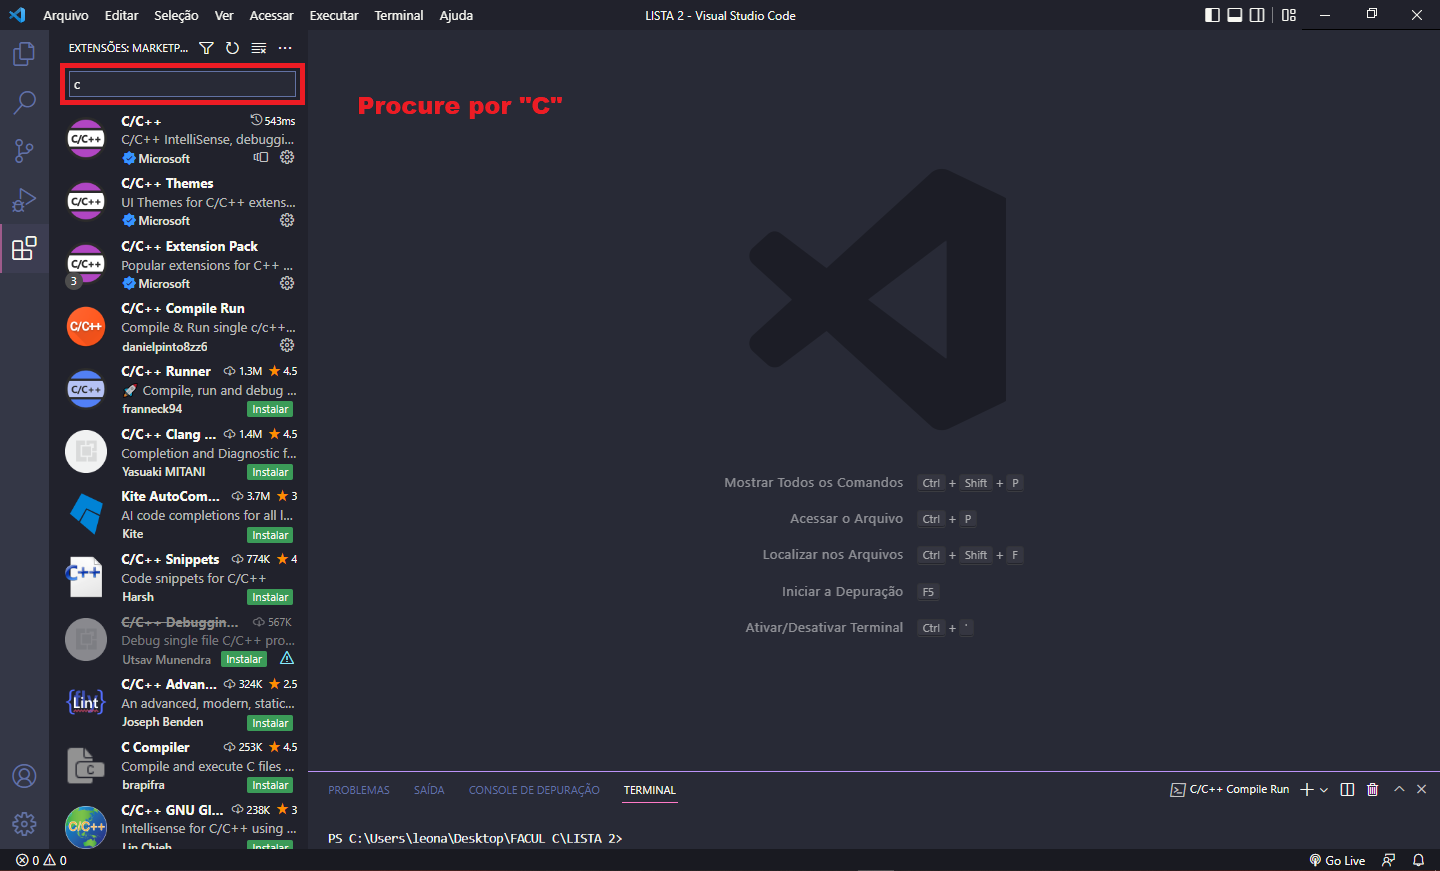 Arquivo Editar Seleção Ver Acessar Executar Terminal Ajuda
LISTA 2 - Visual Studio Code
EXTENSÕES: MARKETP...
c
Procure por "C"
C/C++ 543ms
C/C++ IntelliSense, debuggi...
Microsoft
C/C++
C/C++ Themes
UI Themes for C/C++ extens...
Microsoft
C/C++
C/C++ Extension Pack
Popular extensions for C++ ...
Microsoft
C/C++
3
C/C++ Compile Run
Compile & Run single c/c++...
danielpinto8zz6
C/C++
C/C++ Runner 1.3M 4.5
🚀 Compile, run and debug ...
franneck94 Instalar
C/C++
C/C++ Clang ... 1.4M 4.5
Completion and Diagnostic f...
Yasuaki MITANI Instalar
Kite AutoCom... 3.7M 3
AI code completions for all l...
Kite Instalar
C/C++ Snippets 774K 4
Code snippets for C/C++
Harsh Instalar
C++
C/C++ Debuggin... 567K
Debug single file C/C++ pro...
Utsav Munendra Instalar
C/C++ Advan... 324K 2.5
An advanced, modern, static...
Joseph Benden Instalar
{flexe Lint}
C Compiler 253K 4.5
Compile and execute C files ...
brapifra Instalar
C
C/C++ GNU Gl... 238K 3
Intellisense for C/C++ using ...
Lin Chieh Instalar
C/C++
Mostrar Todos os Comandos Ctrl + Shift + P
Acessar o Arquivo Ctrl + P
Localizar nos Arquivos Ctrl + Shift + F
Iniciar a Depuração F5
Ativar/Desativar Terminal Ctrl + `
PROBLEMAS SAÍDA CONSOLE DE DEPURAÇÃO TERMINAL
C/C++ Compile Run
PS C:\Users\leona\Desktop\FACUL C\LISTA 2>
0 0
Go Live